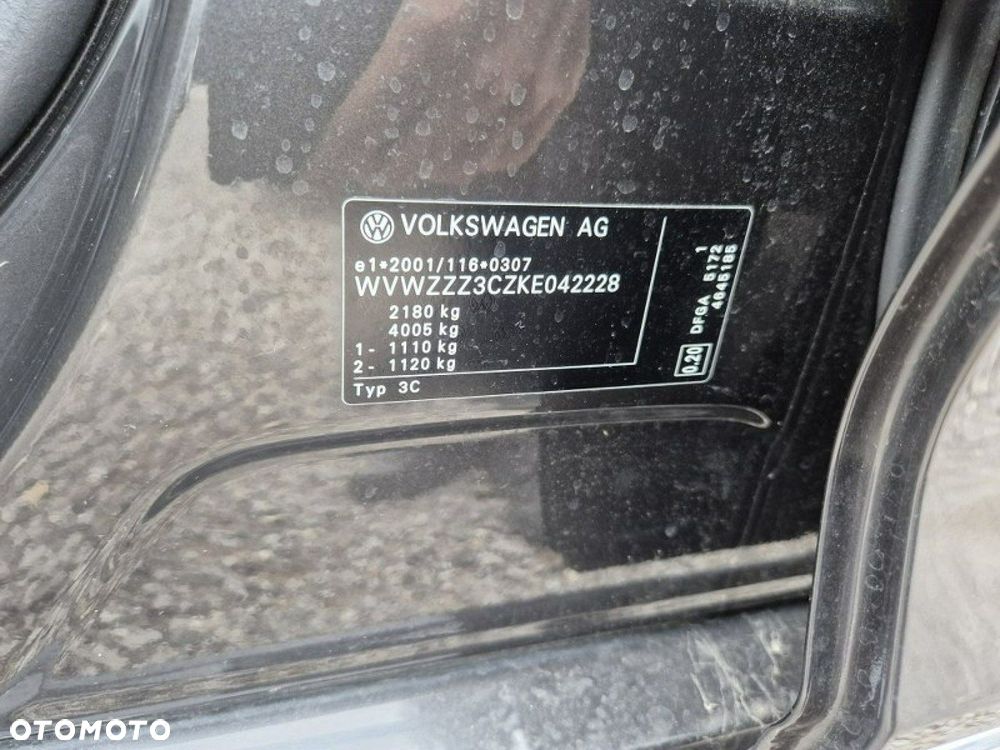 VOLKSWAGEN AG
e1*2001/116*0307
WVWZZZ3CZKE042228
2180 kg
4005 kg
1- 1110 kg
2- 1120 kg
Typ 3C
1
DFGA 5172
4645185
0.20
OTOMOTO